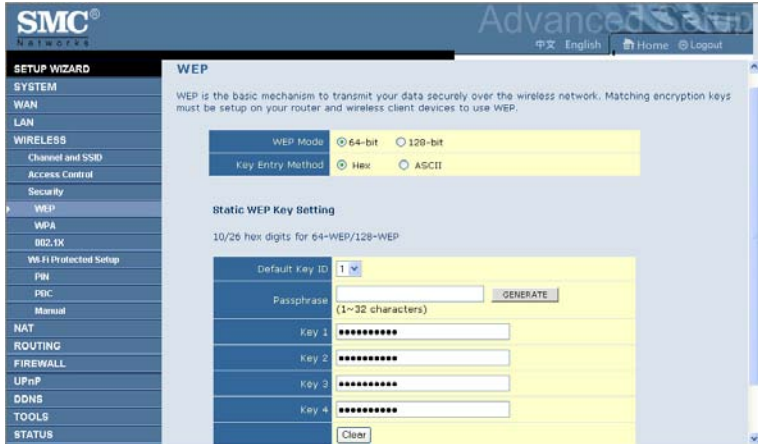 SMC®
Networks
Advanced Setup
中文 English Home Logout
SETUP WIZARD
SYSTEM
WAN
LAN
WIRELESS
Channel and SSID
Access Control
Security
WEP
WPA
802.1X
Wi-Fi Protected Setup
PIN
PBC
Manual
NAT
ROUTING
FIREWALL
UPnP
DDNS
TOOLS
STATUS
WEP
WEP is the basic mechanism to transmit your data securely over the wireless network. Matching encryption keys
must be setup on your router and wireless client devices to use WEP.
WEP Mode 64-bit 128-bit
Key Entry Method Hex ASCII
Static WEP Key Setting
10/26 hex digits for 64-WEP/128-WEP
Default Key ID 1
Passphrase GENERATE
(1~32 characters)
Key 1 ●●●●●●●●●●
Key 2 ●●●●●●●●●●
Key 3 ●●●●●●●●●●
Key 4 ●●●●●●●●●●
Clear